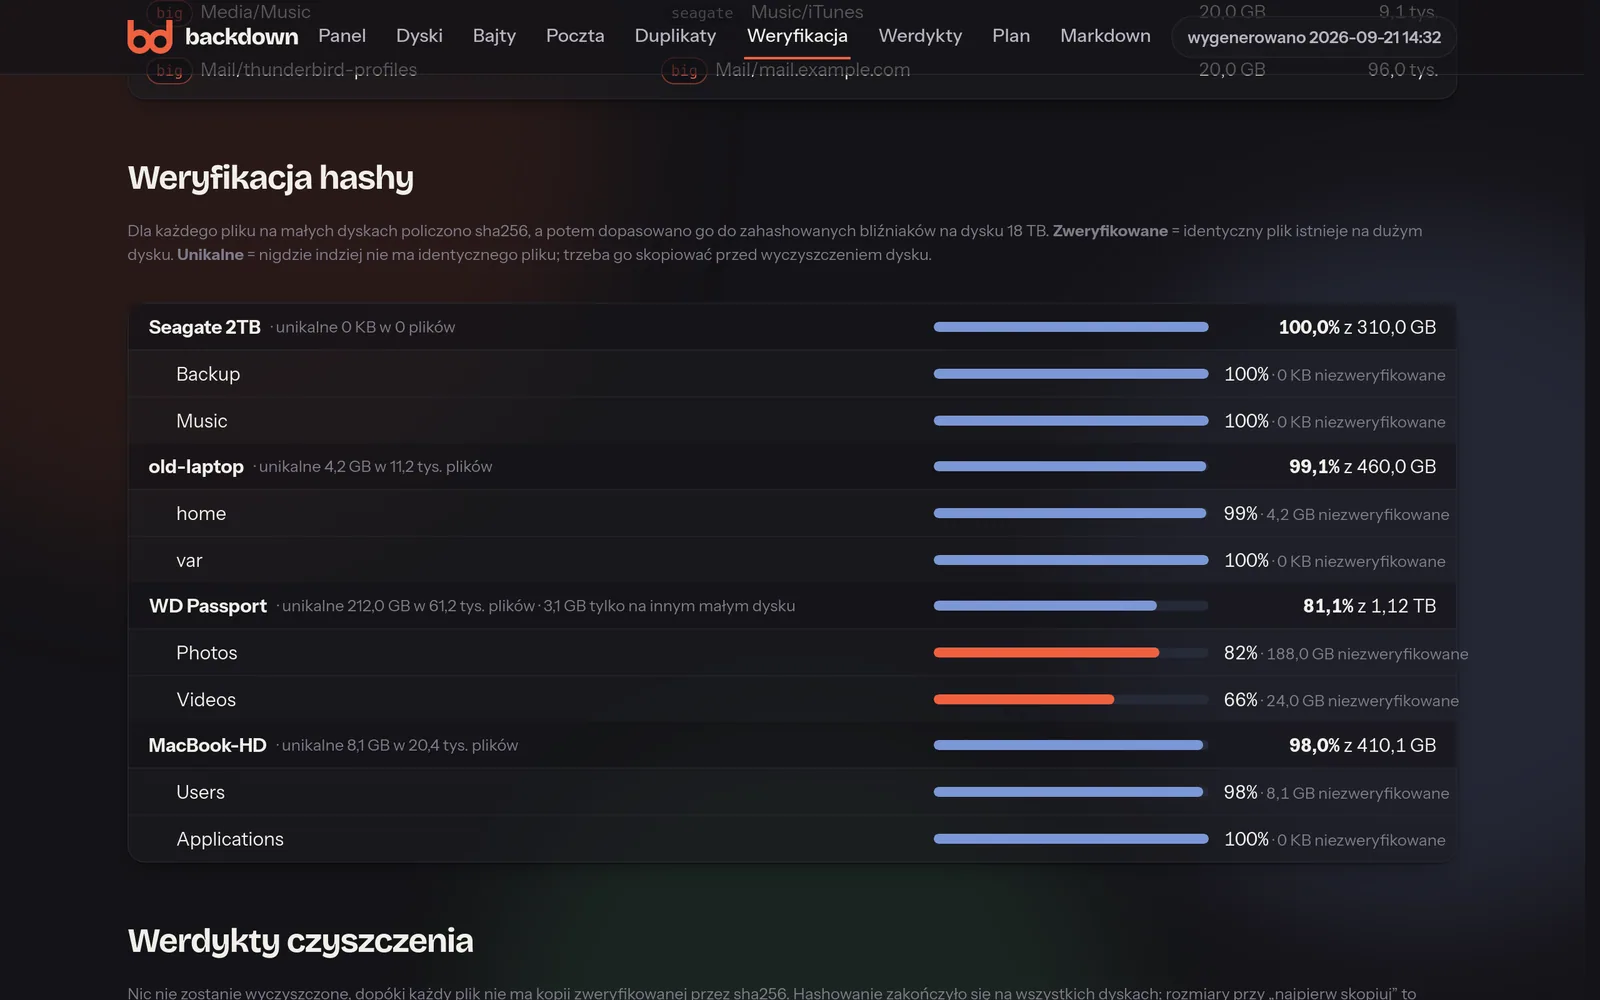 big Media/Music seagate Music/iTunes 20,0 GB 9,1 tys.
bd backdown Panel Dyski Bajty Poczta Duplikaty Weryfikacja Werdykty Plan Markdown wygenerowano 2026-09-21 14:32
big Mail/thunderbird-profiles big Mail/mail.example.com 20,0 GB 96,0 tys.
Weryfikacja hashy
Dla każdego pliku na małych dyskach policzono sha256, a potem dopasowano go do zahashowanych bliźniaków na dysku 18 TB. Zweryfikowane = identyczny plik istnieje na dużym
dysku. Unikalne = nigdzie indziej nie ma identycznego pliku; trzeba go skopiować przed wyczyszczeniem dysku.
Seagate 2TB · unikalne 0 KB w 0 plików 100,0% z 310,0 GB
Backup 100% · 0 KB niezweryfikowane
Music 100% · 0 KB niezweryfikowane
old-laptop · unikalne 4,2 GB w 11,2 tys. plików 99,1% z 460,0 GB
home 99% · 4,2 GB niezweryfikowane
var 100% · 0 KB niezweryfikowane
WD Passport · unikalne 212,0 GB w 61,2 tys. plików · 3,1 GB tylko na innym małym dysku 81,1% z 1,12 TB
Photos 82% · 188,0 GB niezweryfikowane
Videos 66% · 24,0 GB niezweryfikowane
MacBook-HD · unikalne 8,1 GB w 20,4 tys. plików 98,0% z 410,1 GB
Users 98% · 8,1 GB niezweryfikowane
Applications 100% · 0 KB niezweryfikowane
Werdykty czyszczenia
Nic nie zostanie wyczyszczone, dopóki każdy plik nie ma kopii zweryfikowanej przez sha256. Hashowanie zakończyło się na wszystkich dyskach; rozmiary przy „najpierw skopiuj” to